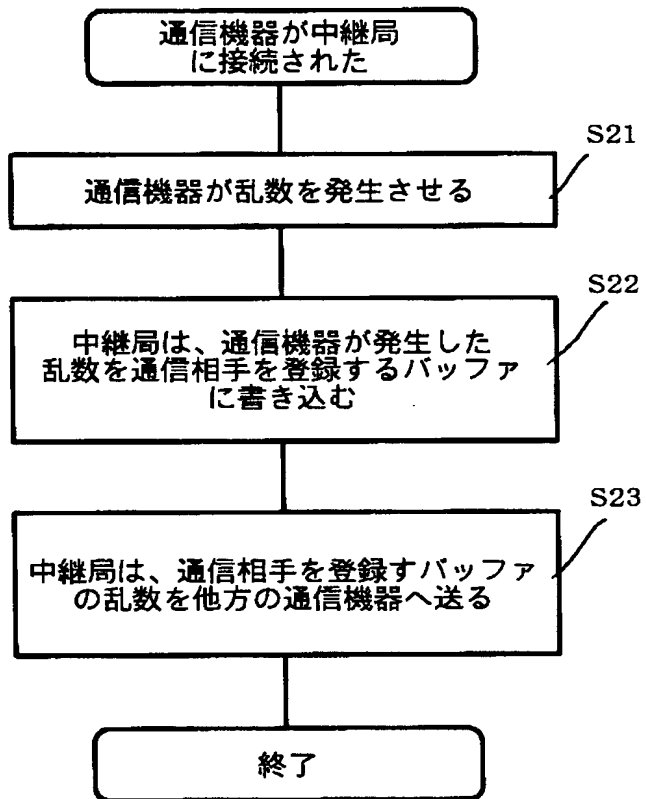 通信機器が中継局
に接続された
S21
通信機器が乱数を発生させる
S22
中継局は、通信機器が発生した
乱数を通信相手を登録するバッファ
に書き込む
S23
中継局は、通信相手を登録すバッファ
の乱数を他方の通信機器へ送る
終了